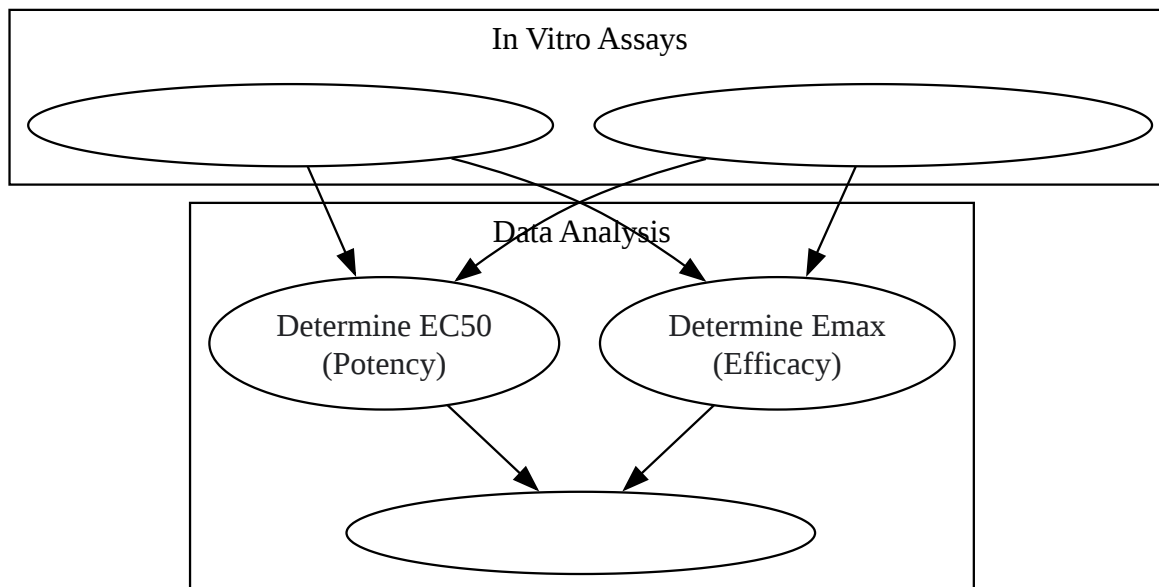 In Vitro Assays
Data Analysis
Determine EC50
(Potency)
Determine Emax
(Efficacy)